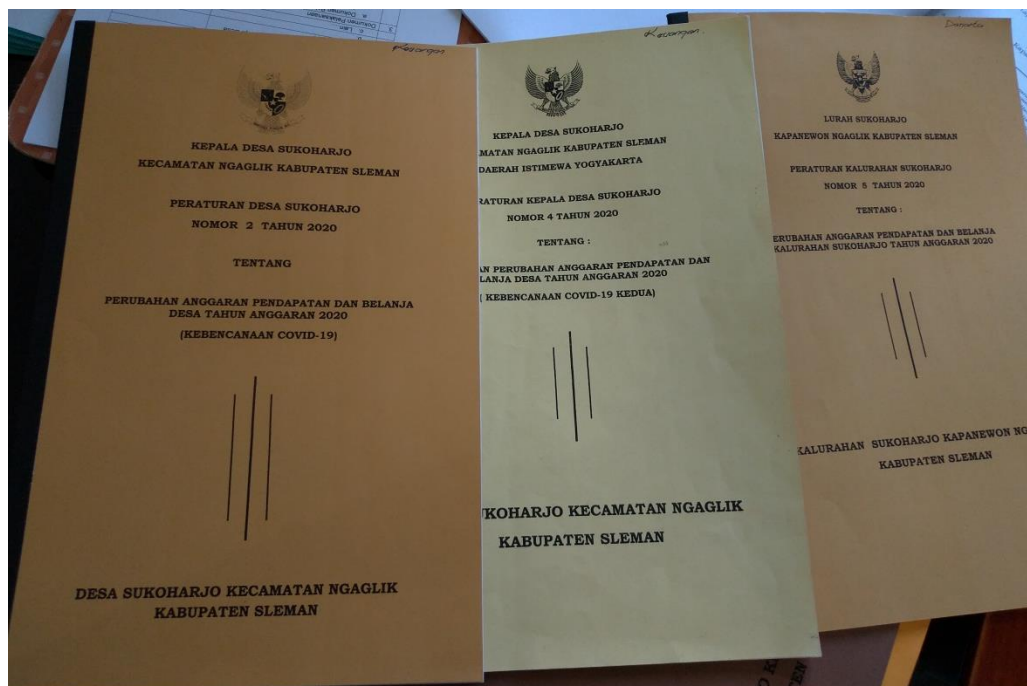 Keuangan
KEPALA DESA SUKOHARJO
KECAMATAN NGAGLIK KABUPATEN SLEMAN
PERATURAN DESA SUKOHARJO
NOMOR 2 TAHUN 2020
TENTANG
PERUBAHAN ANGGARAN PENDAPATAN DAN BELANJA
DESA TAHUN ANGGARAN 2020
(KEBENCANAAN COVID-19)
DESA SUKOHARJO KECAMATAN NGAGLIK
KABUPATEN SLEMAN
Keuangan
KEPALA DESA SUKOHARJO
MATAN NGAGLIK KABUPATEN SLEMAN
DAERAH ISTIMEWA YOGYAKARTA
RATURAN KEPALA DESA SUKOHARJO
NOMOR 4 TAHUN 2020
TENTANG :
AN PERUBAHAN ANGGARAN PENDAPATAN DAN
LANJA DESA TAHUN ANGGARAN 2020
( KEBENCANAAN COVID-19 KEDUA)
KOHARJO KECAMATAN NGAGLIK
KABUPATEN SLEMAN
LURAH SUKOHARJO
KAPANEWON NGAGLIK KABUPATEN SLEMAN
PERATURAN KALURAHAN SUKOHARJO
NOMOR 5 TAHUN 2020
TENTANG :
ERUBAHAN ANGGARAN PENDAPATAN DAN BELANJA
KALURAHAN SUKOHARJO TAHUN ANGGARAN 2020
KALURAHAN SUKOHARJO KAPANEWON NG
KABUPATEN SLEMAN